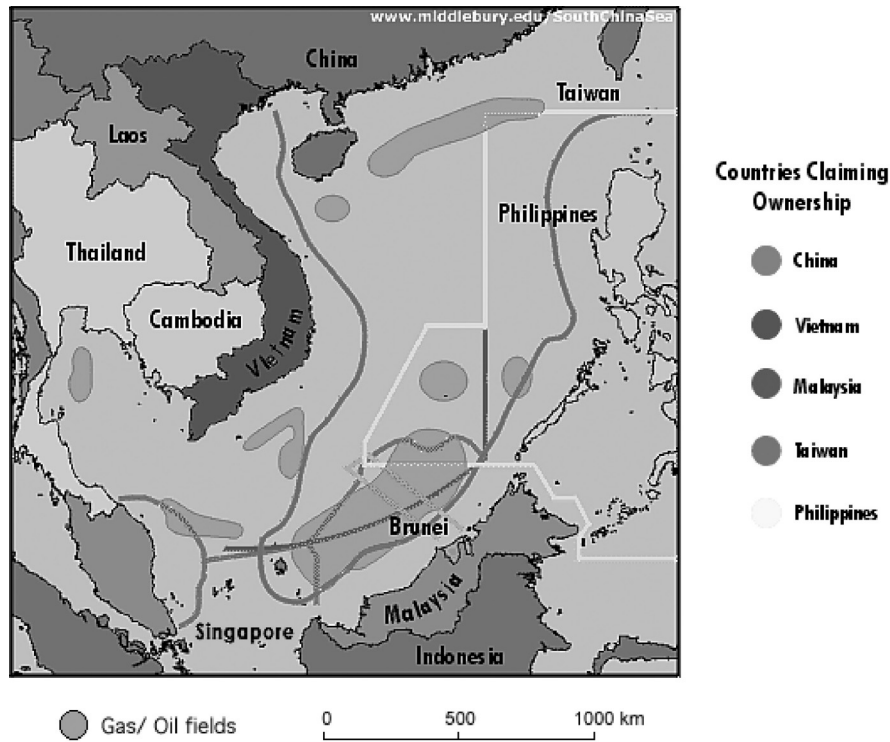 www.middlebury.edu/SouthChinaSea
China
Taiwan
Laos
Countries Claiming
Ownership
Philippines
Thailand
China
Cambodia
Vietnam
Vietnam
Malaysia
Taiwan
Philippines
Brunei
Malaysia
Singapore
Indonesia
Gas/ Oil fields
0 500 1000 km